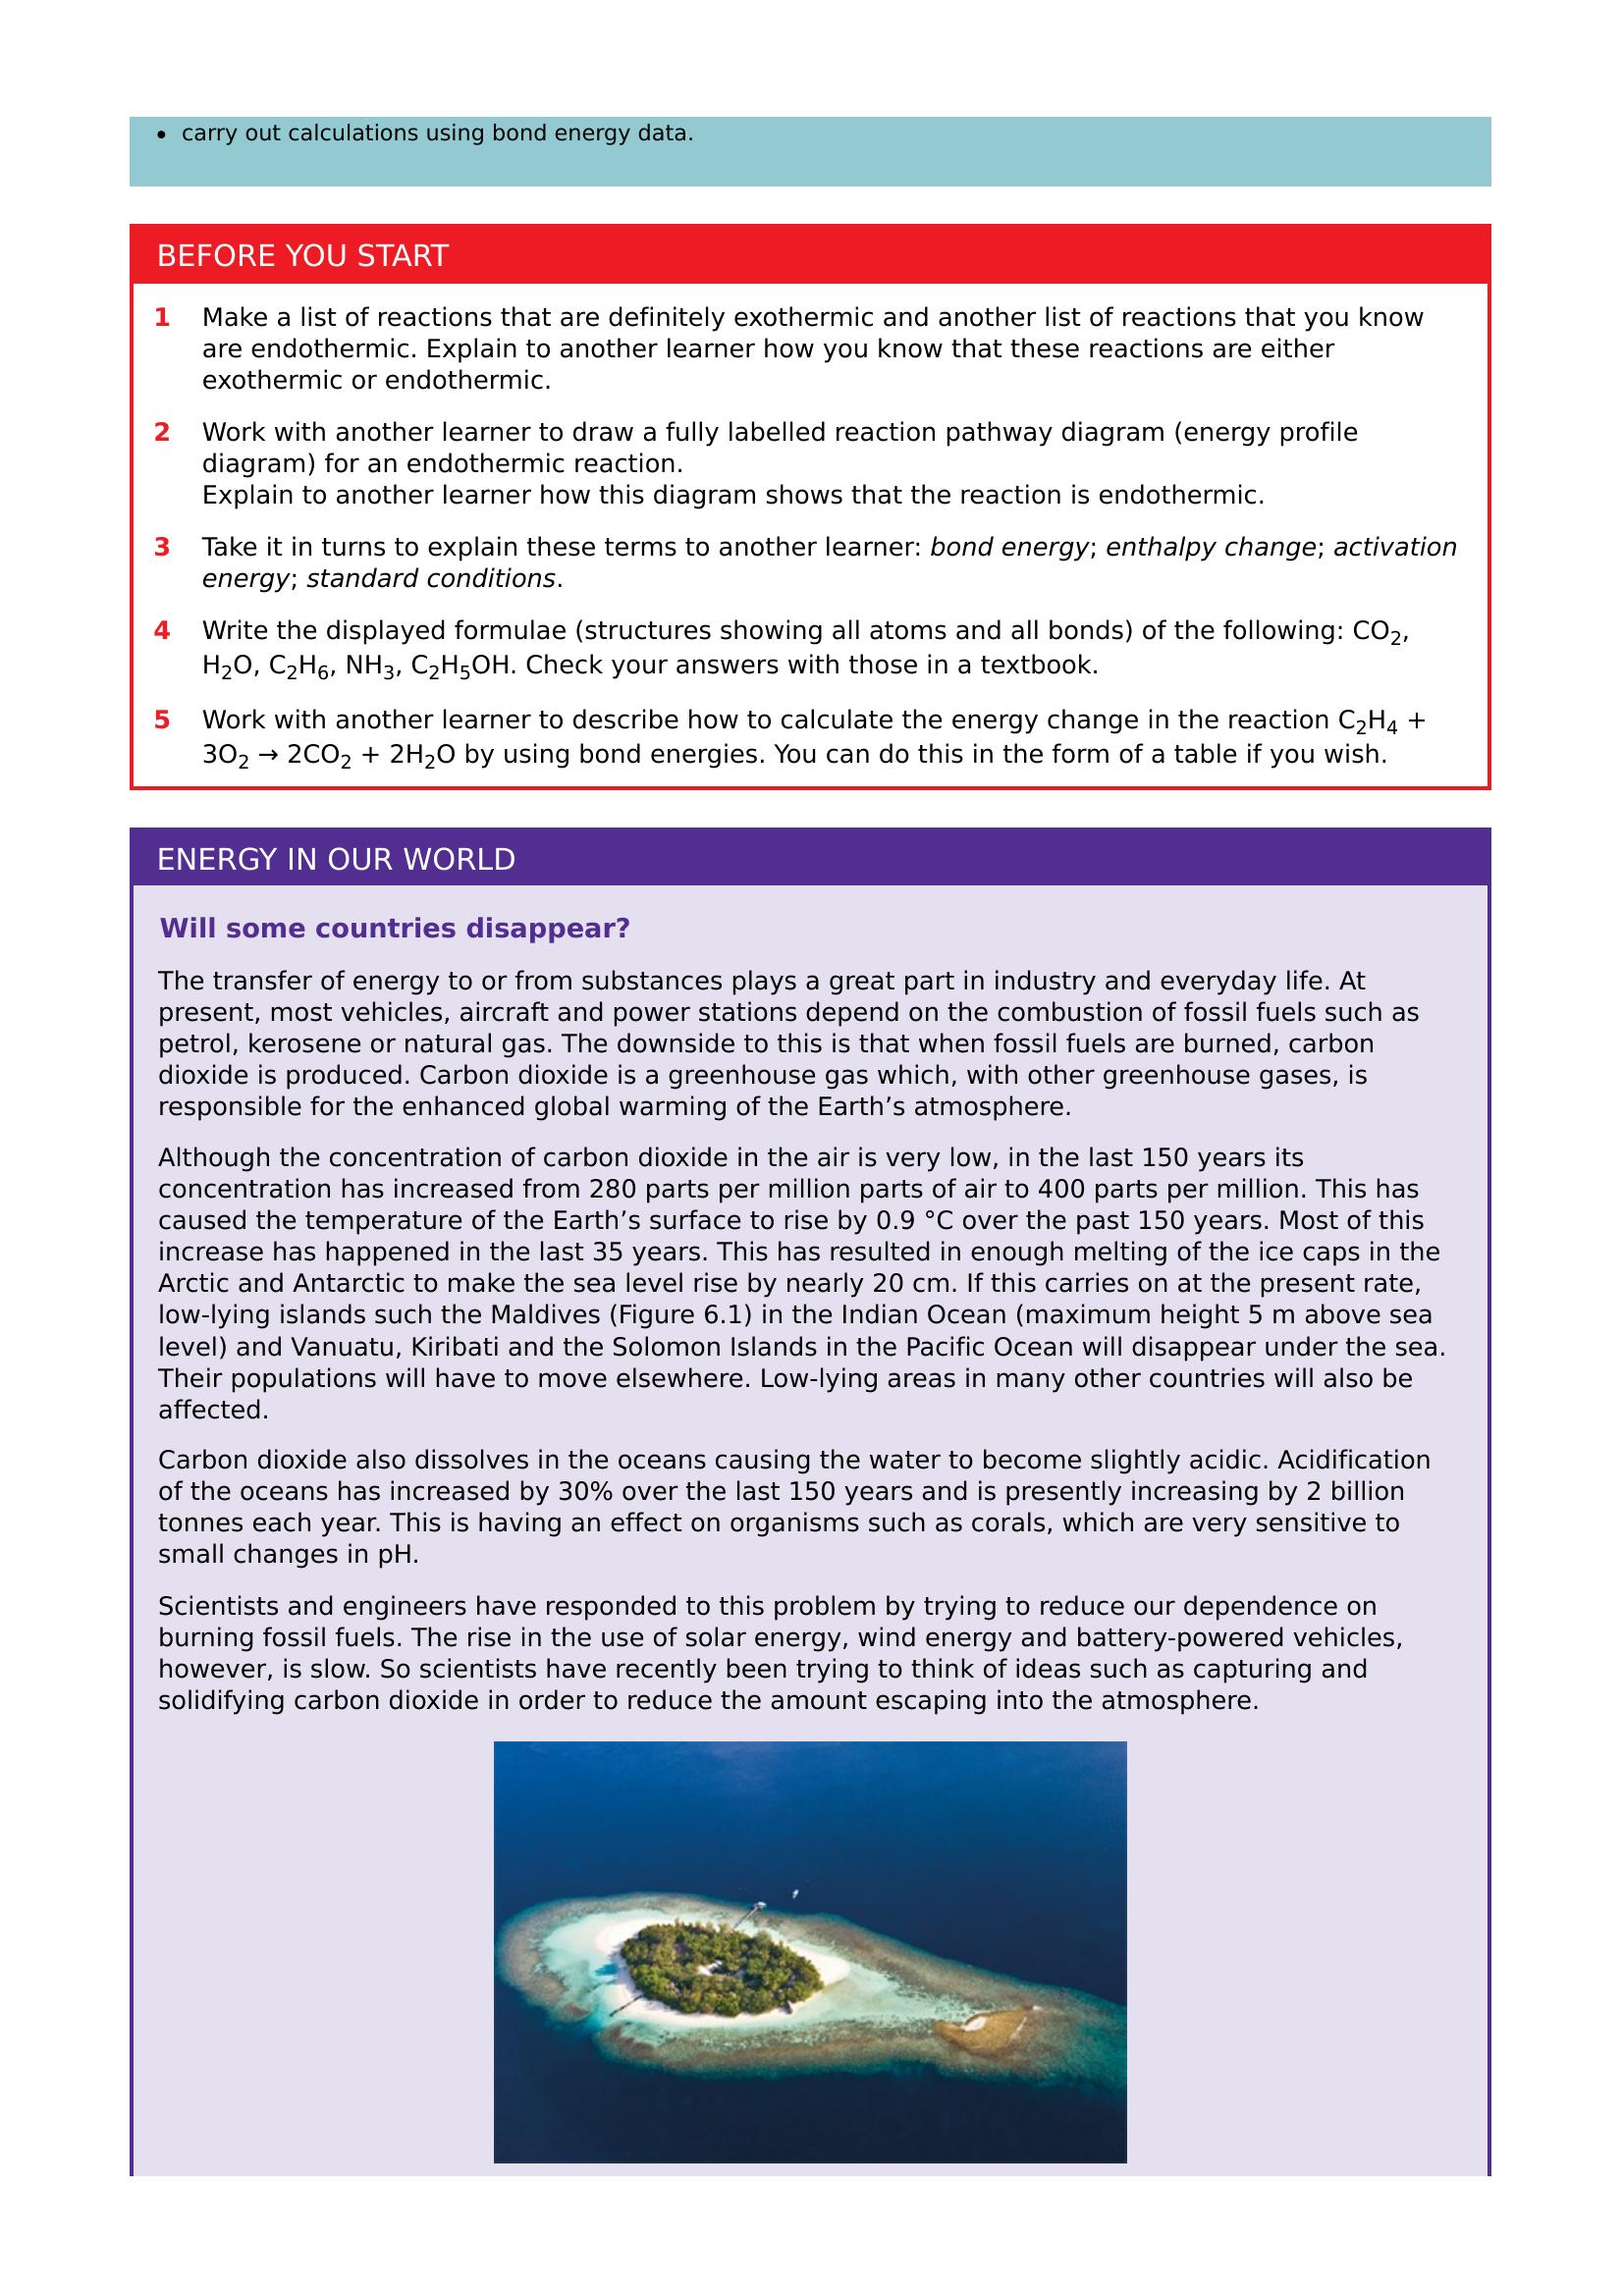 • carry out calculations using bond energy data.
BEFORE YOU START
1 Make a list of reactions that are definitely exothermic and another list of reactions that you know
are endothermic. Explain to another learner how you know that these reactions are either
exothermic or endothermic.
2 Work with another learner to draw a fully labelled reaction pathway diagram (energy profile
diagram) for an endothermic reaction.
Explain to another learner how this diagram shows that the reaction is endothermic.
3 Take it in turns to explain these terms to another learner: bond energy; enthalpy change; activation
energy; standard conditions.
4 Write the displayed formulae (structures showing all atoms and all bonds) of the following: CO₂,
H₂O, C₂H₆, NH₃, C₂H₅OH. Check your answers with those in a textbook.
5 Work with another learner to describe how to calculate the energy change in the reaction C₂H₄ +
3O₂ → 2CO₂ + 2H₂O by using bond energies. You can do this in the form of a table if you wish.
ENERGY IN OUR WORLD
Will some countries disappear?
The transfer of energy to or from substances plays a great part in industry and everyday life. At
present, most vehicles, aircraft and power stations depend on the combustion of fossil fuels such as
petrol, kerosene or natural gas. The downside to this is that when fossil fuels are burned, carbon
dioxide is produced. Carbon dioxide is a greenhouse gas which, with other greenhouse gases, is
responsible for the enhanced global warming of the Earth’s atmosphere.
Although the concentration of carbon dioxide in the air is very low, in the last 150 years its
concentration has increased from 280 parts per million parts of air to 400 parts per million. This has
caused the temperature of the Earth’s surface to rise by 0.9 °C over the past 150 years. Most of this
increase has happened in the last 35 years. This has resulted in enough melting of the ice caps in the
Arctic and Antarctic to make the sea level rise by nearly 20 cm. If this carries on at the present rate,
low-lying islands such the Maldives (Figure 6.1) in the Indian Ocean (maximum height 5 m above sea
level) and Vanuatu, Kiribati and the Solomon Islands in the Pacific Ocean will disappear under the sea.
Their populations will have to move elsewhere. Low-lying areas in many other countries will also be
affected.
Carbon dioxide also dissolves in the oceans causing the water to become slightly acidic. Acidification
of the oceans has increased by 30% over the last 150 years and is presently increasing by 2 billion
tonnes each year. This is having an effect on organisms such as corals, which are very sensitive to
small changes in pH.
Scientists and engineers have responded to this problem by trying to reduce our dependence on
burning fossil fuels. The rise in the use of solar energy, wind energy and battery-powered vehicles,
however, is slow. So scientists have recently been trying to think of ideas such as capturing and
solidifying carbon dioxide in order to reduce the amount escaping into the atmosphere.